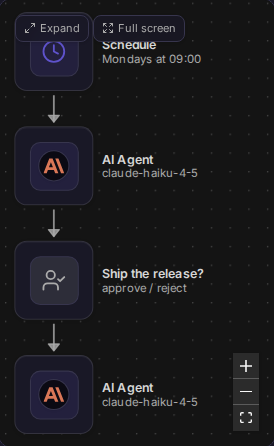 Expand
Full screen
Schedule
Mondays at 09:00
AI Agent
claude-haiku-4-5
Ship the release?
approve / reject
AI Agent
claude-haiku-4-5